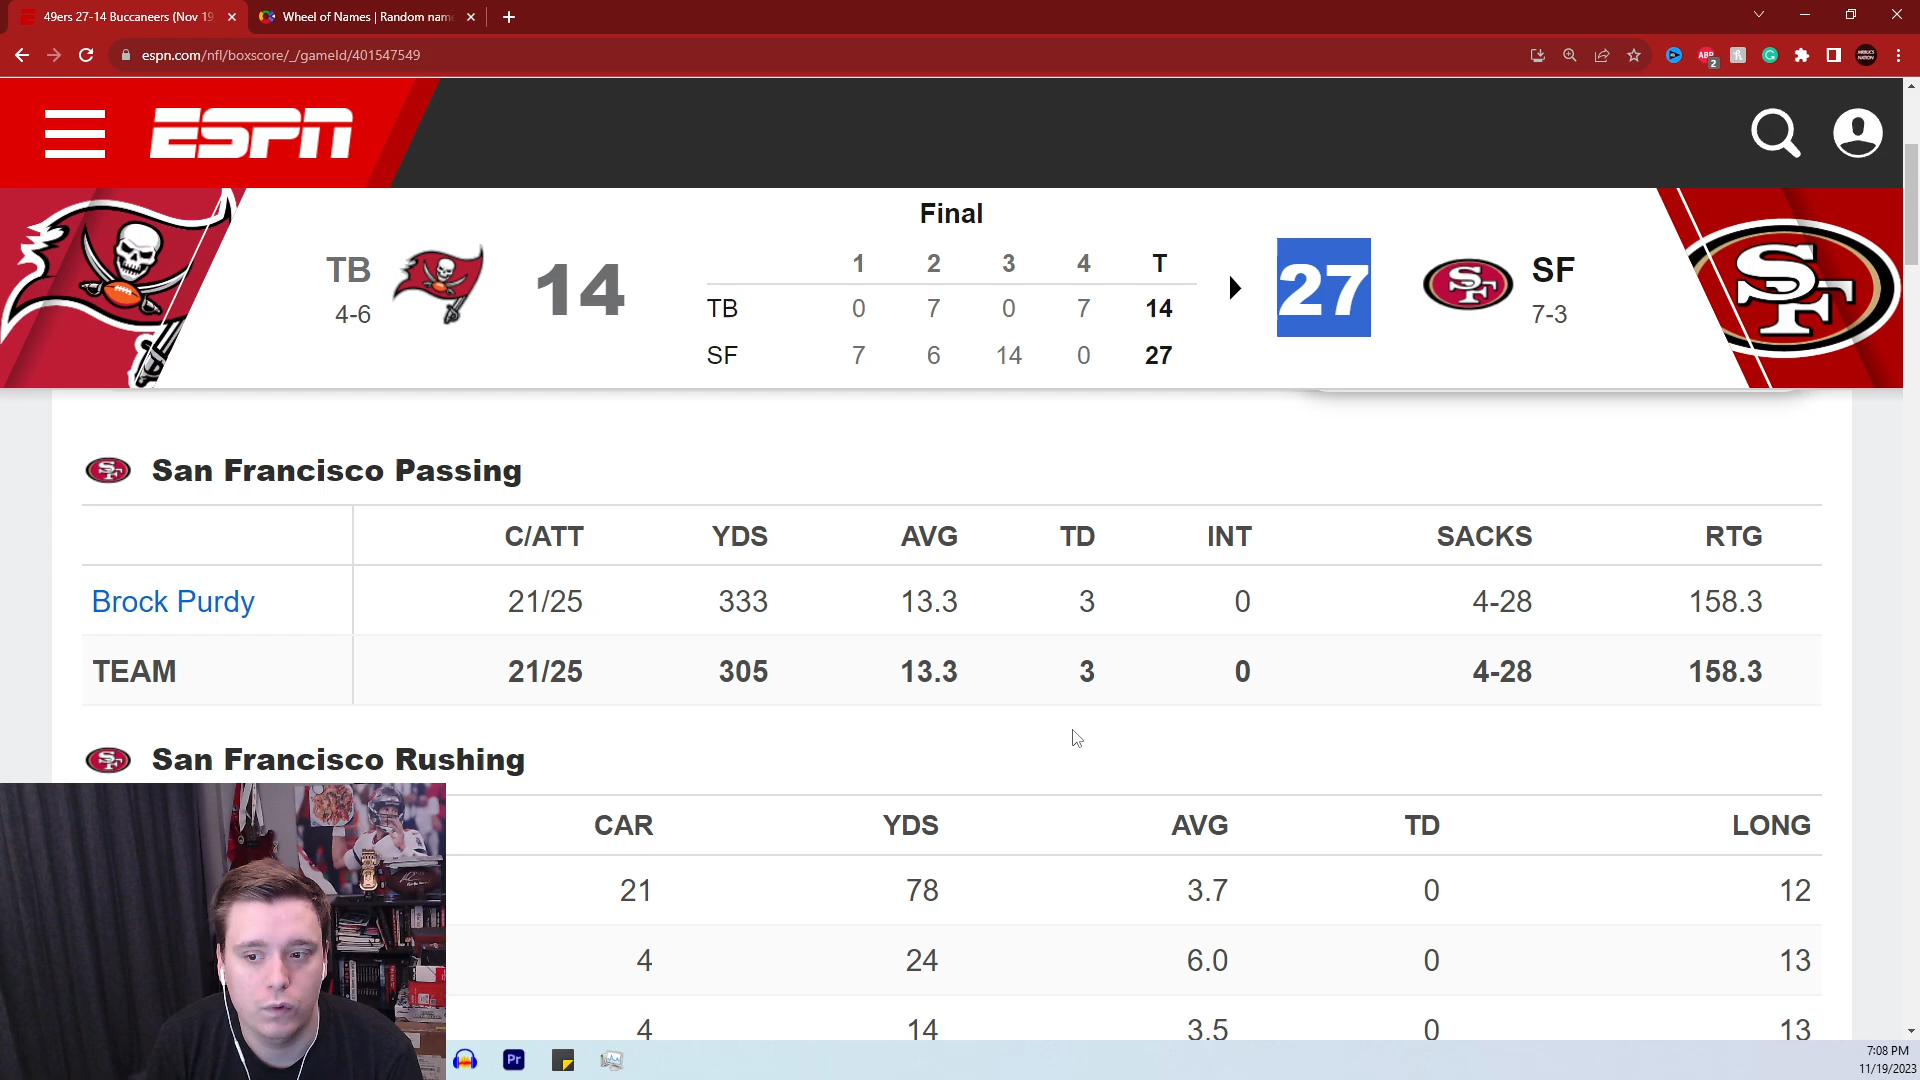 49ers 27-14 Buccaneers (Nov 19
Wheel of Names | Random name
espn.com/nfl/boxscore/_/gameId/401547549
ABP
2
ESPN
Final
TB
4-6
14
1 2 3 4 T
TB 0 7 0 7 14
SF 7 6 14 0 27
27
SF
7-3
SF
San Francisco Passing
C/ATT YDS AVG TD INT SACKS RTG
Brock Purdy 21/25 333 13.3 3 0 4-28 158.3
TEAM 21/25 305 13.3 3 0 4-28 158.3
San Francisco Rushing
CAR YDS AVG TD LONG
21 78 3.7 0 12
4 24 6.0 0 13
4 14 3.5 0 13
Pr
7:08 PM
11/19/2023